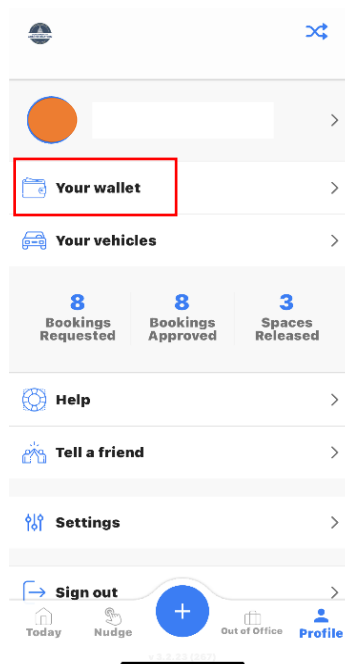 Your wallet
Your vehicles
8 8 3
Bookings Bookings Spaces
Requested Approved Released
Help
Tell a friend
Settings
Sign out
Today Nudge Out of Office Profile